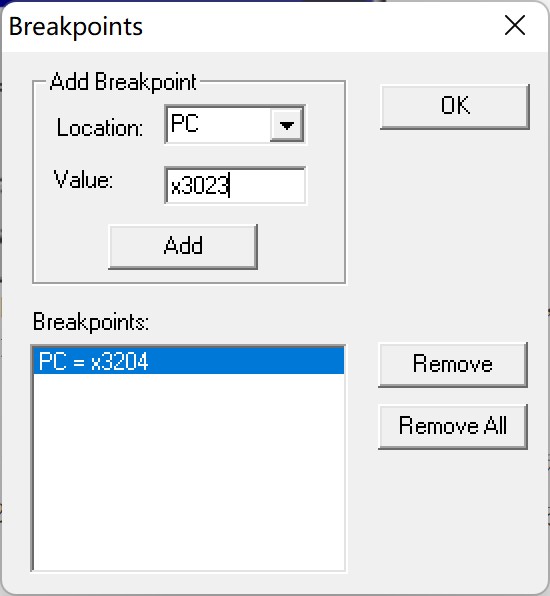 Breakpoints
Add Breakpoint
Location: PC
OK
Value: x3023
Add
Breakpoints:
PC = x3204
Remove
Remove All